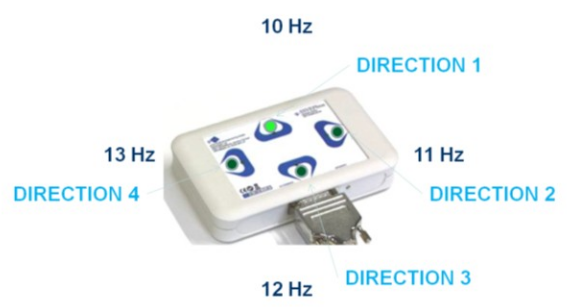 10 Hz
DIRECTION 1
13 Hz
11 Hz
DIRECTION 4
DIRECTION 2
DIRECTION 3
12 Hz